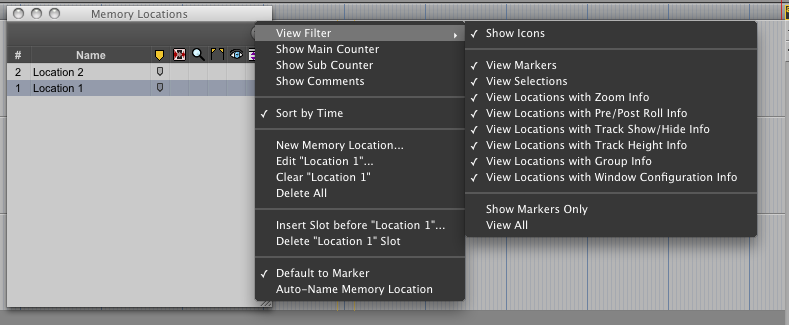 Memory Locations
# Name
2 Location 2
1 Location 1
View Filter
Show Main Counter
Show Sub Counter
Show Comments
✓ Sort by Time
New Memory Location...
Edit "Location 1"...
Clear "Location 1"
Delete All
Insert Slot before "Location 1"...
Delete "Location 1" Slot
✓ Default to Marker
Auto-Name Memory Location
✓ Show Icons
✓ View Markers
✓ View Selections
✓ View Locations with Zoom Info
✓ View Locations with Pre/Post Roll Info
✓ View Locations with Track Show/Hide Info
✓ View Locations with Track Height Info
✓ View Locations with Group Info
✓ View Locations with Window Configuration Info
Show Markers Only
View All